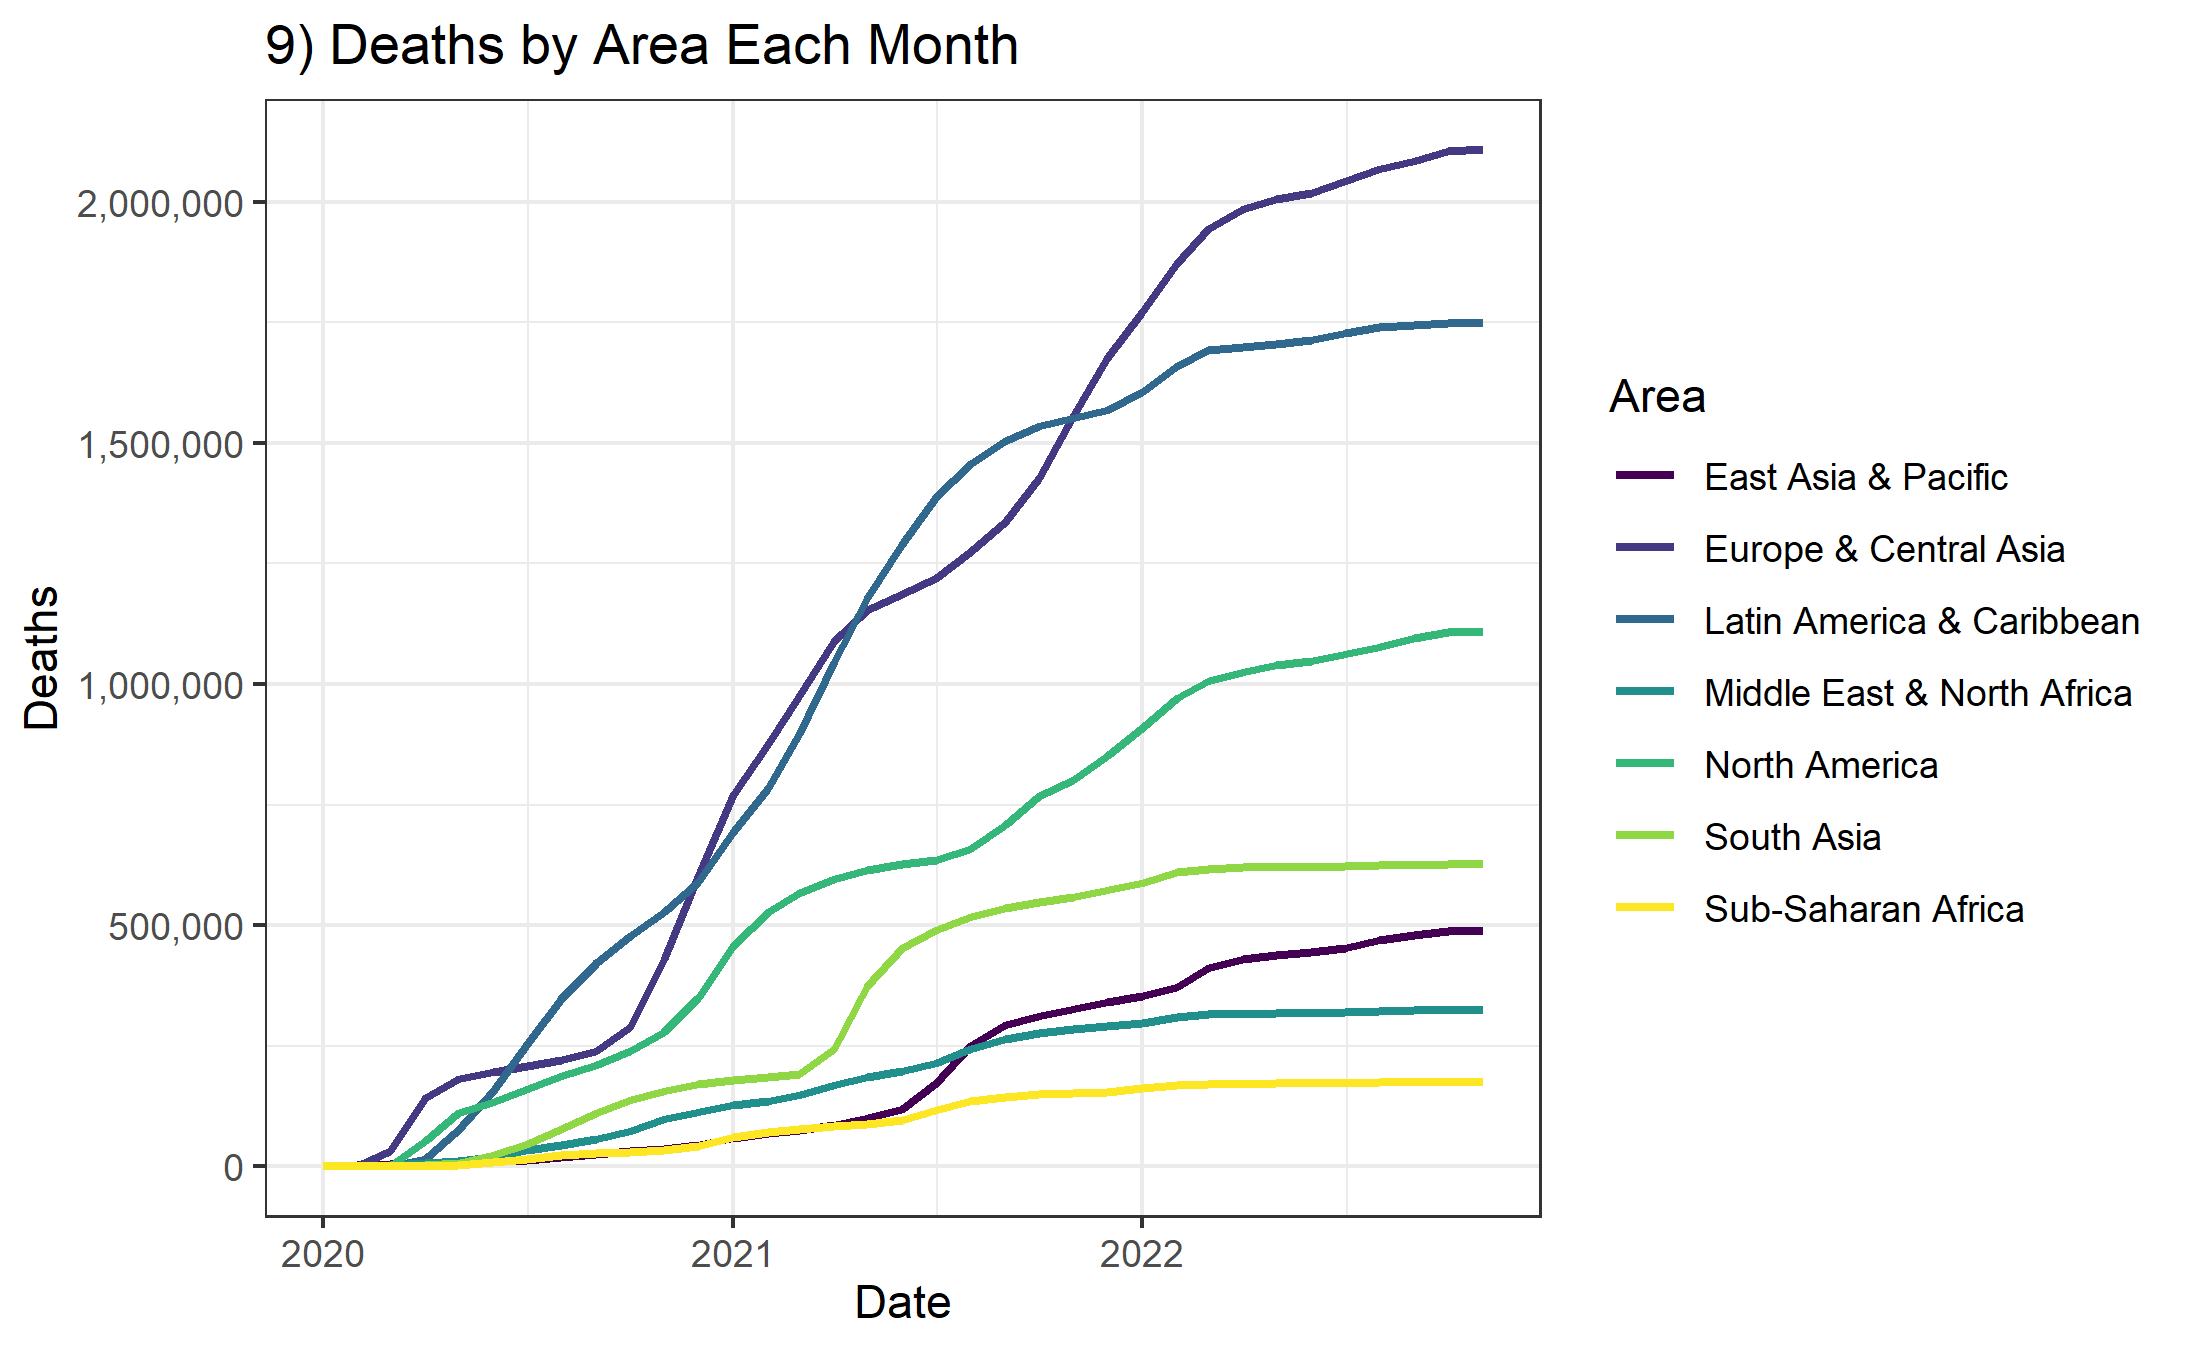 9) Deaths by Area Each Month
2,000,000
1,500,000
1,000,000
500,000
0
Deaths
2020
2021
2022
Date
Area
East Asia & Pacific
Europe & Central Asia
Latin America & Caribbean
Middle East & North Africa
North America
South Asia
Sub-Saharan Africa